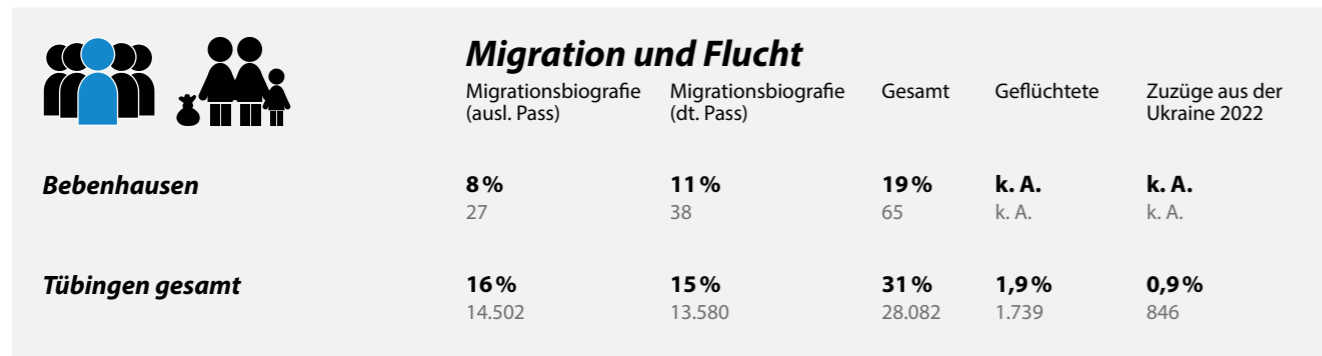 Migration und Flucht
Migrationsbiografie (ausl. Pass) Migrationsbiografie (dt. Pass) Gesamt Geflüchtete Zuzüge aus der Ukraine 2022
Bebenhausen 8 % 11 % 19 % k. A. k. A.
27 38 65 k. A. k. A.
Tübingen gesamt 16 % 15 % 31 % 1,9 % 0,9 %
14.502 13.580 28.082 1.739 846